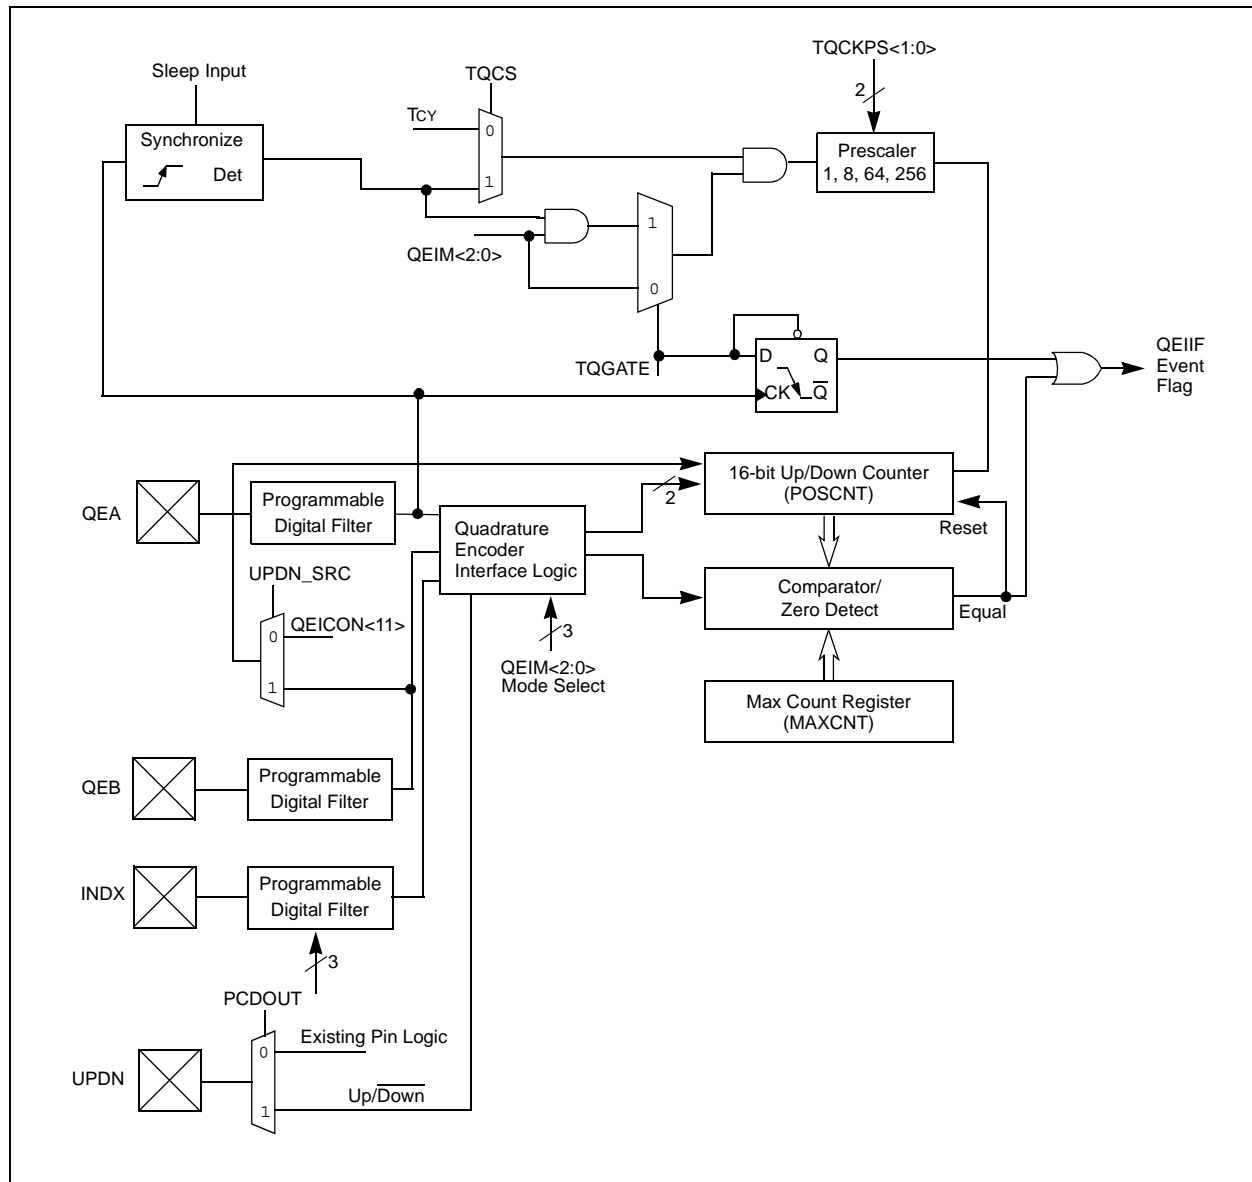 TQCKPS<1:0>
Sleep Input
TQCS
2
TCY
0
Synchronize
Det
Prescaler
1, 8, 64, 256
1
1
QEIM<2:0>
0
D Q
QEIIF
Event
Flag
TQGATE
CK Q
16-bit Up/Down Counter
(POSCNT)
2
QEA
Programmable
Digital Filter
Quadrature
Encoder
Interface Logic
Reset
UPDN_SRC
Comparator/
Zero Detect
Equal
0
QEICON<11>
3
QEIM<2:0>
Mode Select
1
Max Count Register
(MAXCNT)
QEB
Programmable
Digital Filter
INDX
Programmable
Digital Filter
3
PCDOUT
Existing Pin Logic
0
UPDN
Up/Down
1